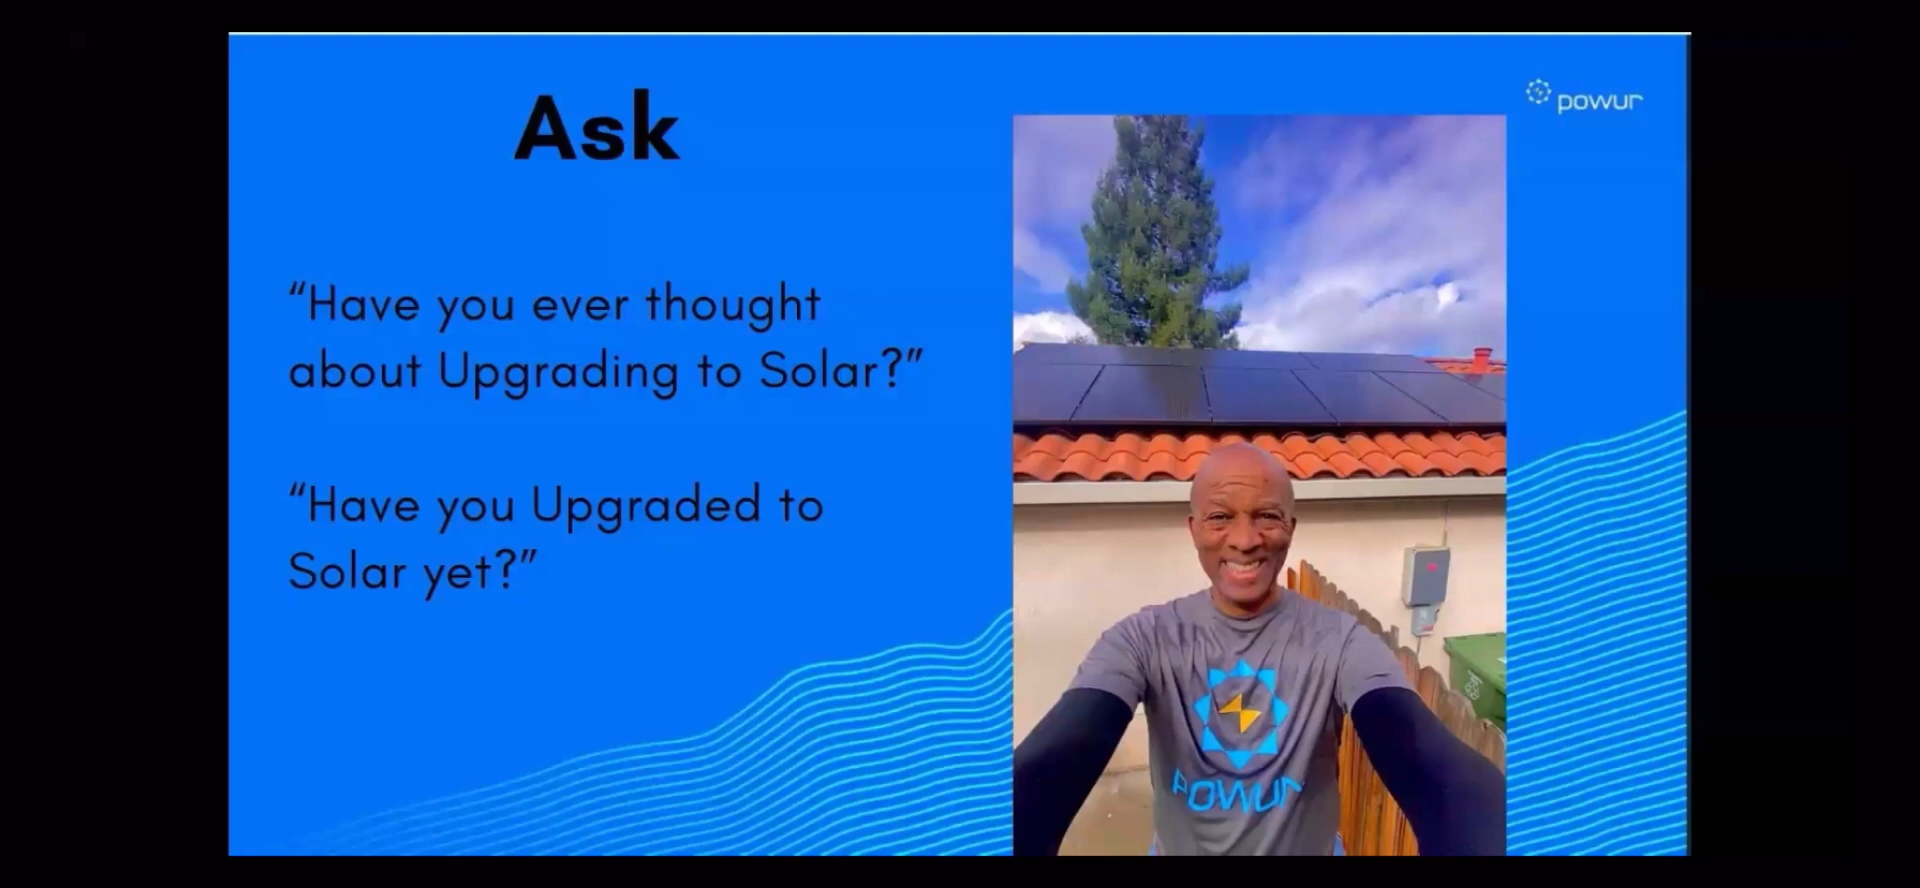 Ask
powur
“Have you ever thought
about Upgrading to Solar?”
“Have you Upgraded to
Solar yet?”
POWUR